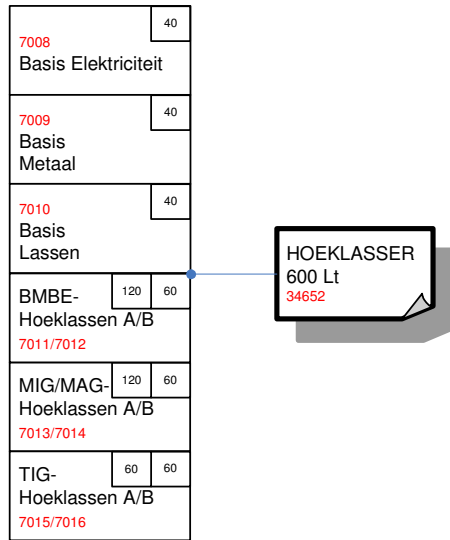 40
7008
Basis Elektriciteit
40
7009
Basis
Metaal
40
7010
Basis
Lassen
120 60
BMBE-
Hoeklassen A/B
7011/7012
120 60
MIG/MAG-
Hoeklassen A/B
7013/7014
60 60
TIG-
Hoeklassen A/B
7015/7016
HOEKLASSER
600 Lt
34652